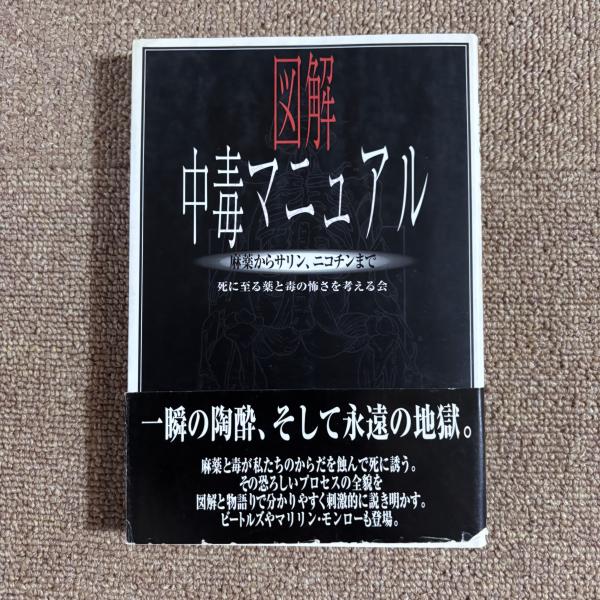 図解
中毒マニュアル
麻薬からサリン、ニコチンまで
死に至る薬と毒の怖さを考える会
一瞬の陶酔、そして永遠の地獄。
麻薬と毒が私たちのからだを蝕んで死に誘う。
その恐ろしいプロセスの全貌を
図解と物語りで分かりやすく刺激的に説き明かす。
ビートルズやマリリン・モンローも登場。